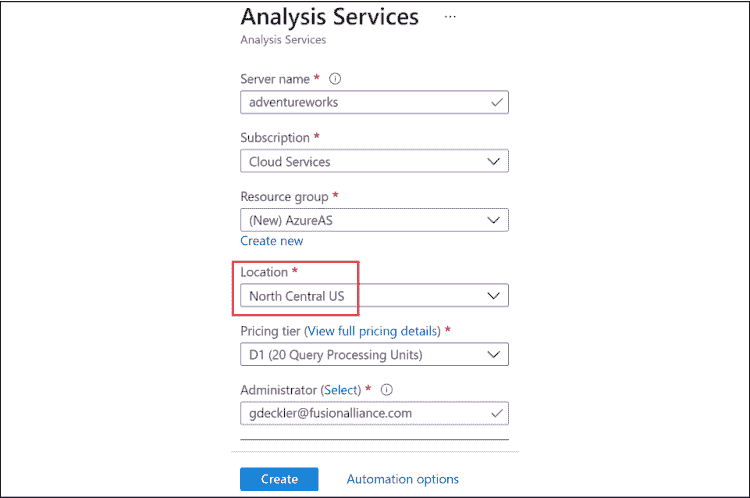 Analysis Services ...
Analysis Services
Server name *
adventureworks
Subscription *
Cloud Services
Resource group *
(New) AzureAS
Create new
Location *
North Central US
Pricing tier (View full pricing details) *
D1 (20 Query Processing Units)
Administrator (Select) *
gdeckler@fusionalliance.com
Create Automation options